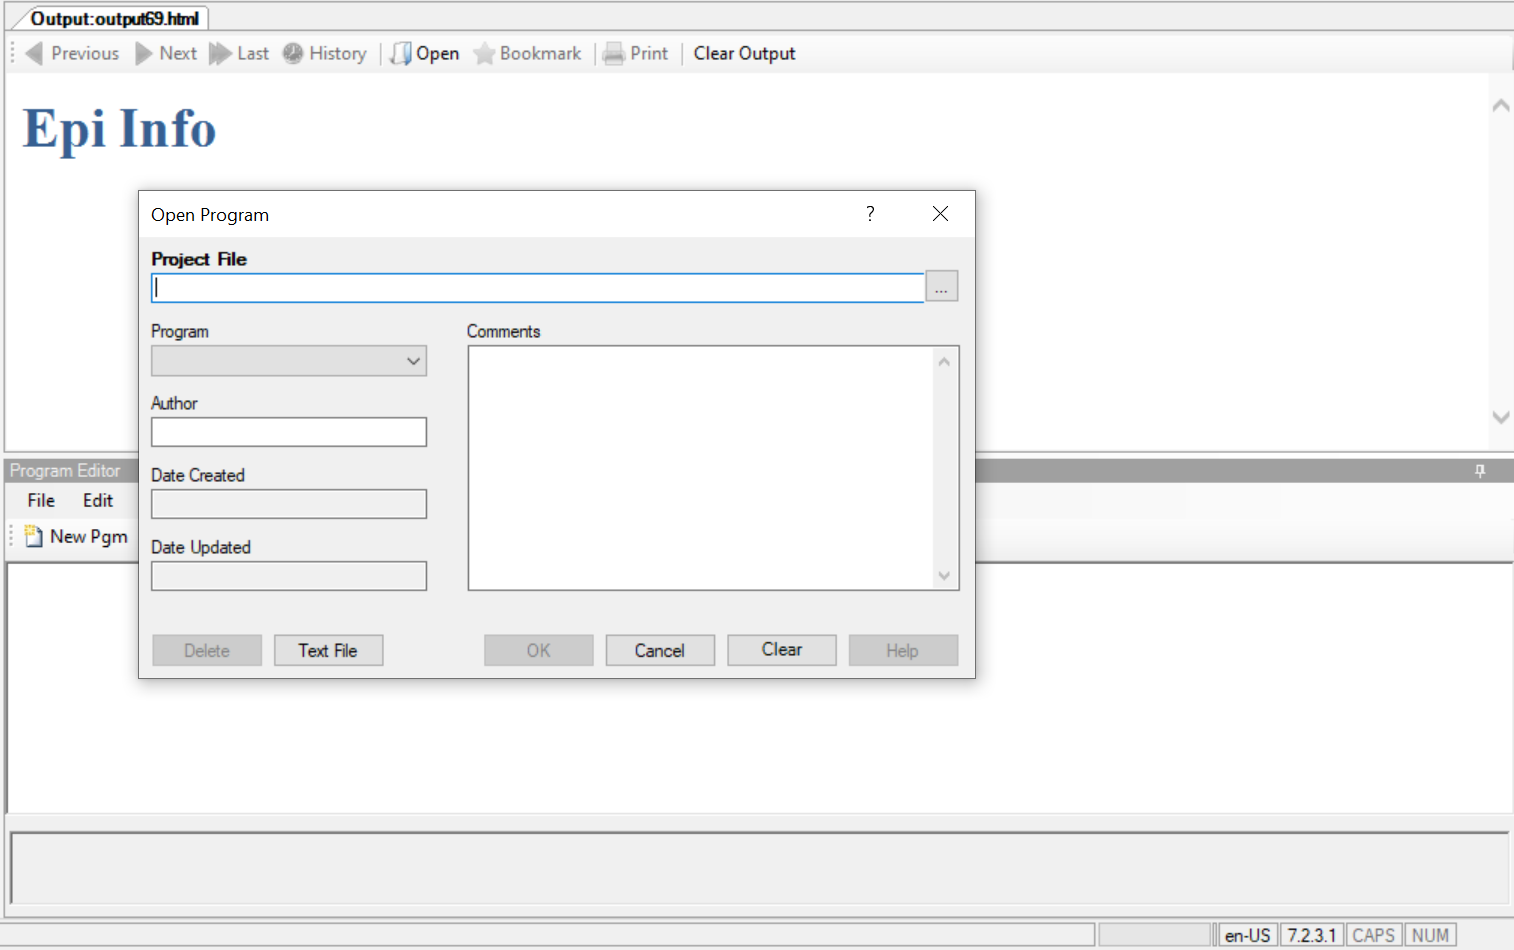 Output:output69.html
Previous Next Last History Open Bookmark Print Clear Output
Epi Info
Open Program ?
Project File
...
Program Comments
Author
Date Created
Date Updated
Delete Text File OK Cancel Clear Help
Program Editor
File Edit
New Pgm
en-US 7.2.3.1 CAPS NUM